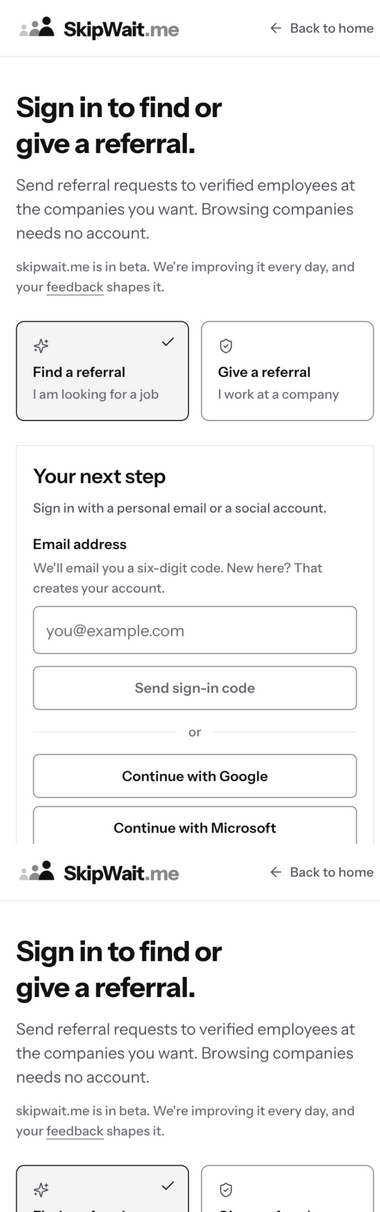 SkipWait.me
Back to home
Sign in to find or
give a referral.
Send referral requests to verified employees at
the companies you want. Browsing companies
needs no account.
skipwait.me is in beta. We're improving it every day, and
your feedback shapes it.
Find a referral
I am looking for a job
Give a referral
I work at a company
Your next step
Sign in with a personal email or a social account.
Email address
We'll email you a six-digit code. New here? That
creates your account.
you@example.com
Send sign-in code
or
Continue with Google
Continue with Microsoft
SkipWait.me
Back to home
Sign in to find or
give a referral.
Send referral requests to verified employees at
the companies you want. Browsing companies
needs no account.
skipwait.me is in beta. We're improving it every day, and
your feedback shapes it.